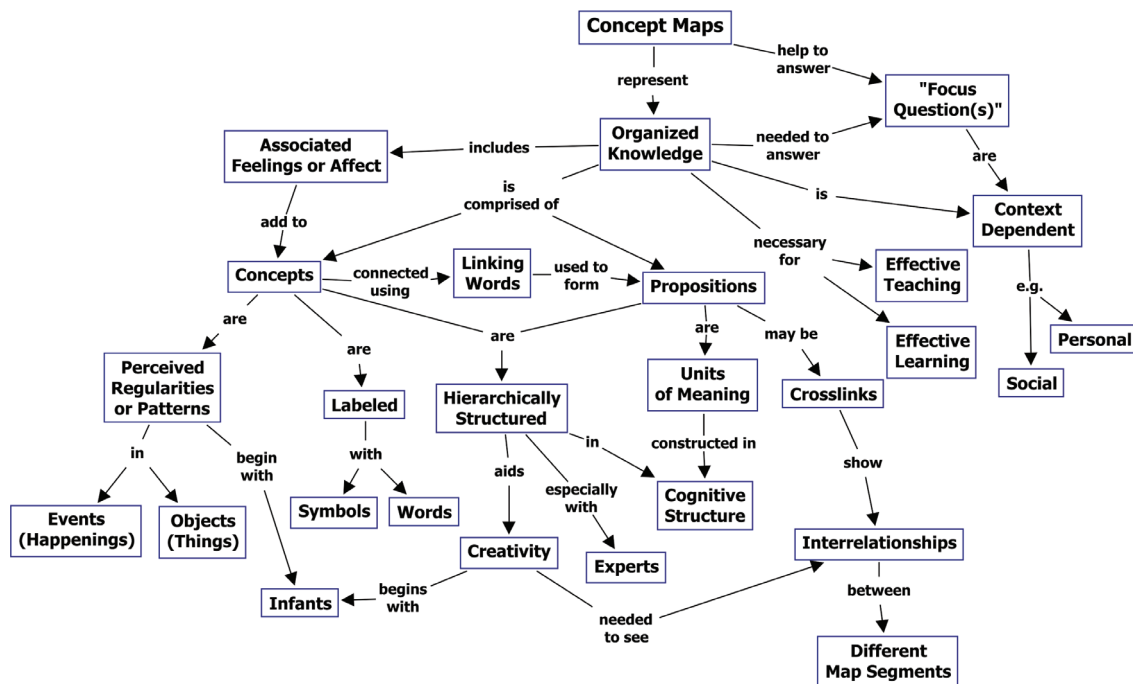 Concept Maps
help to
answer
represent
"Focus
Question(s)"
Organized
Knowledge
needed to
answer
Associated
Feelings or Affect
includes
are
is
comprised of
is
Context
Dependent
add to
necessary
for
Concepts
connected
using
Linking
Words
used to
form
Propositions
Effective
Teaching
e.g.
are
are
are
are
may be
Effective
Learning
Personal
Social
Perceived
Regularities
or Patterns
Labeled
Hierarchically
Structured
Units
of Meaning
Crosslinks
in
begin
with
with
aids
in
constructed in
show
especially
with
Events
(Happenings)
Objects
(Things)
Symbols
Words
Cognitive
Structure
Creativity
Experts
Interrelationships
Infants
begins
with
needed
to see
between
Different
Map Segments